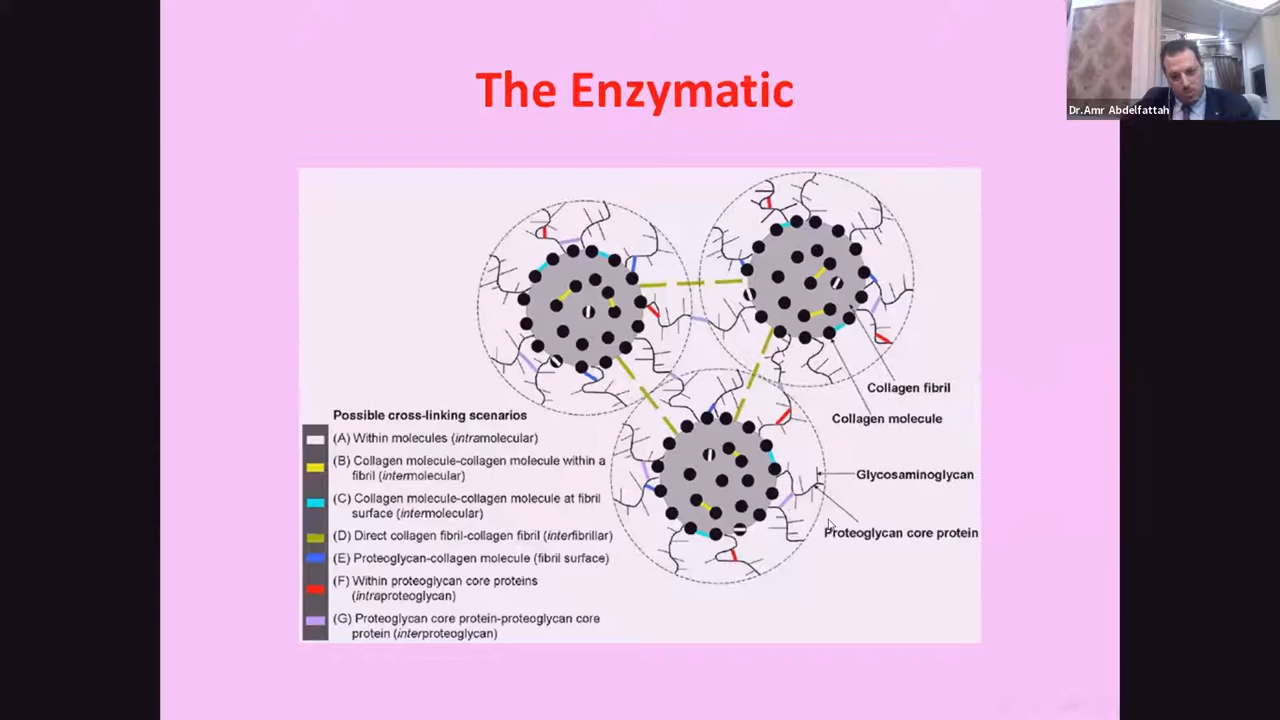 The Enzymatic
Dr.Amr Abdelfattah
Collagen fibril
Collagen molecule
Possible cross-linking scenarios
(A) Within molecules (intramolecular)
(B) Collagen molecule-collagen molecule within a
fibril (intermolecular)
(C) Collagen molecule-collagen molecule at fibril
surface (intermolecular)
(D) Direct collagen fibril-collagen fibril (interfibrillar)
(E) Proteoglycan-collagen molecule (fibril surface)
(F) Within proteoglycan core proteins
(intraproteoglycan)
(G) Proteoglycan core protein-proteoglycan core
protein (interproteoglycan)
Glycosaminoglycan
Proteoglycan core protein